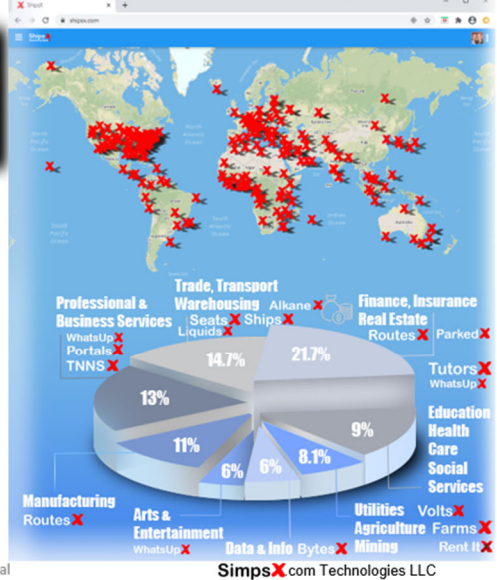 SimpsX
shipsx.com
SimpsX
Trade, Transport
Warehousing
Alkane X
Seats X Ships X
Liquids X
Professional &
Business Services
WhatsUp X
Portals X
TNNS X
Finance, Insurance
Real Estate
Routes X Parked X
14.7%
21.7%
Tutors X
WhatsUp X
13%
9%
Education
Health
Care
Social
Services
11%
6%
6%
8.1%
Manufacturing
Routes X
Arts &
Entertainment
WhatsUp X
Data & Info Bytes X
Utilities Volts X
Agriculture Farms X
Mining Rent It X
al
SimpsX.com Technologies LLC